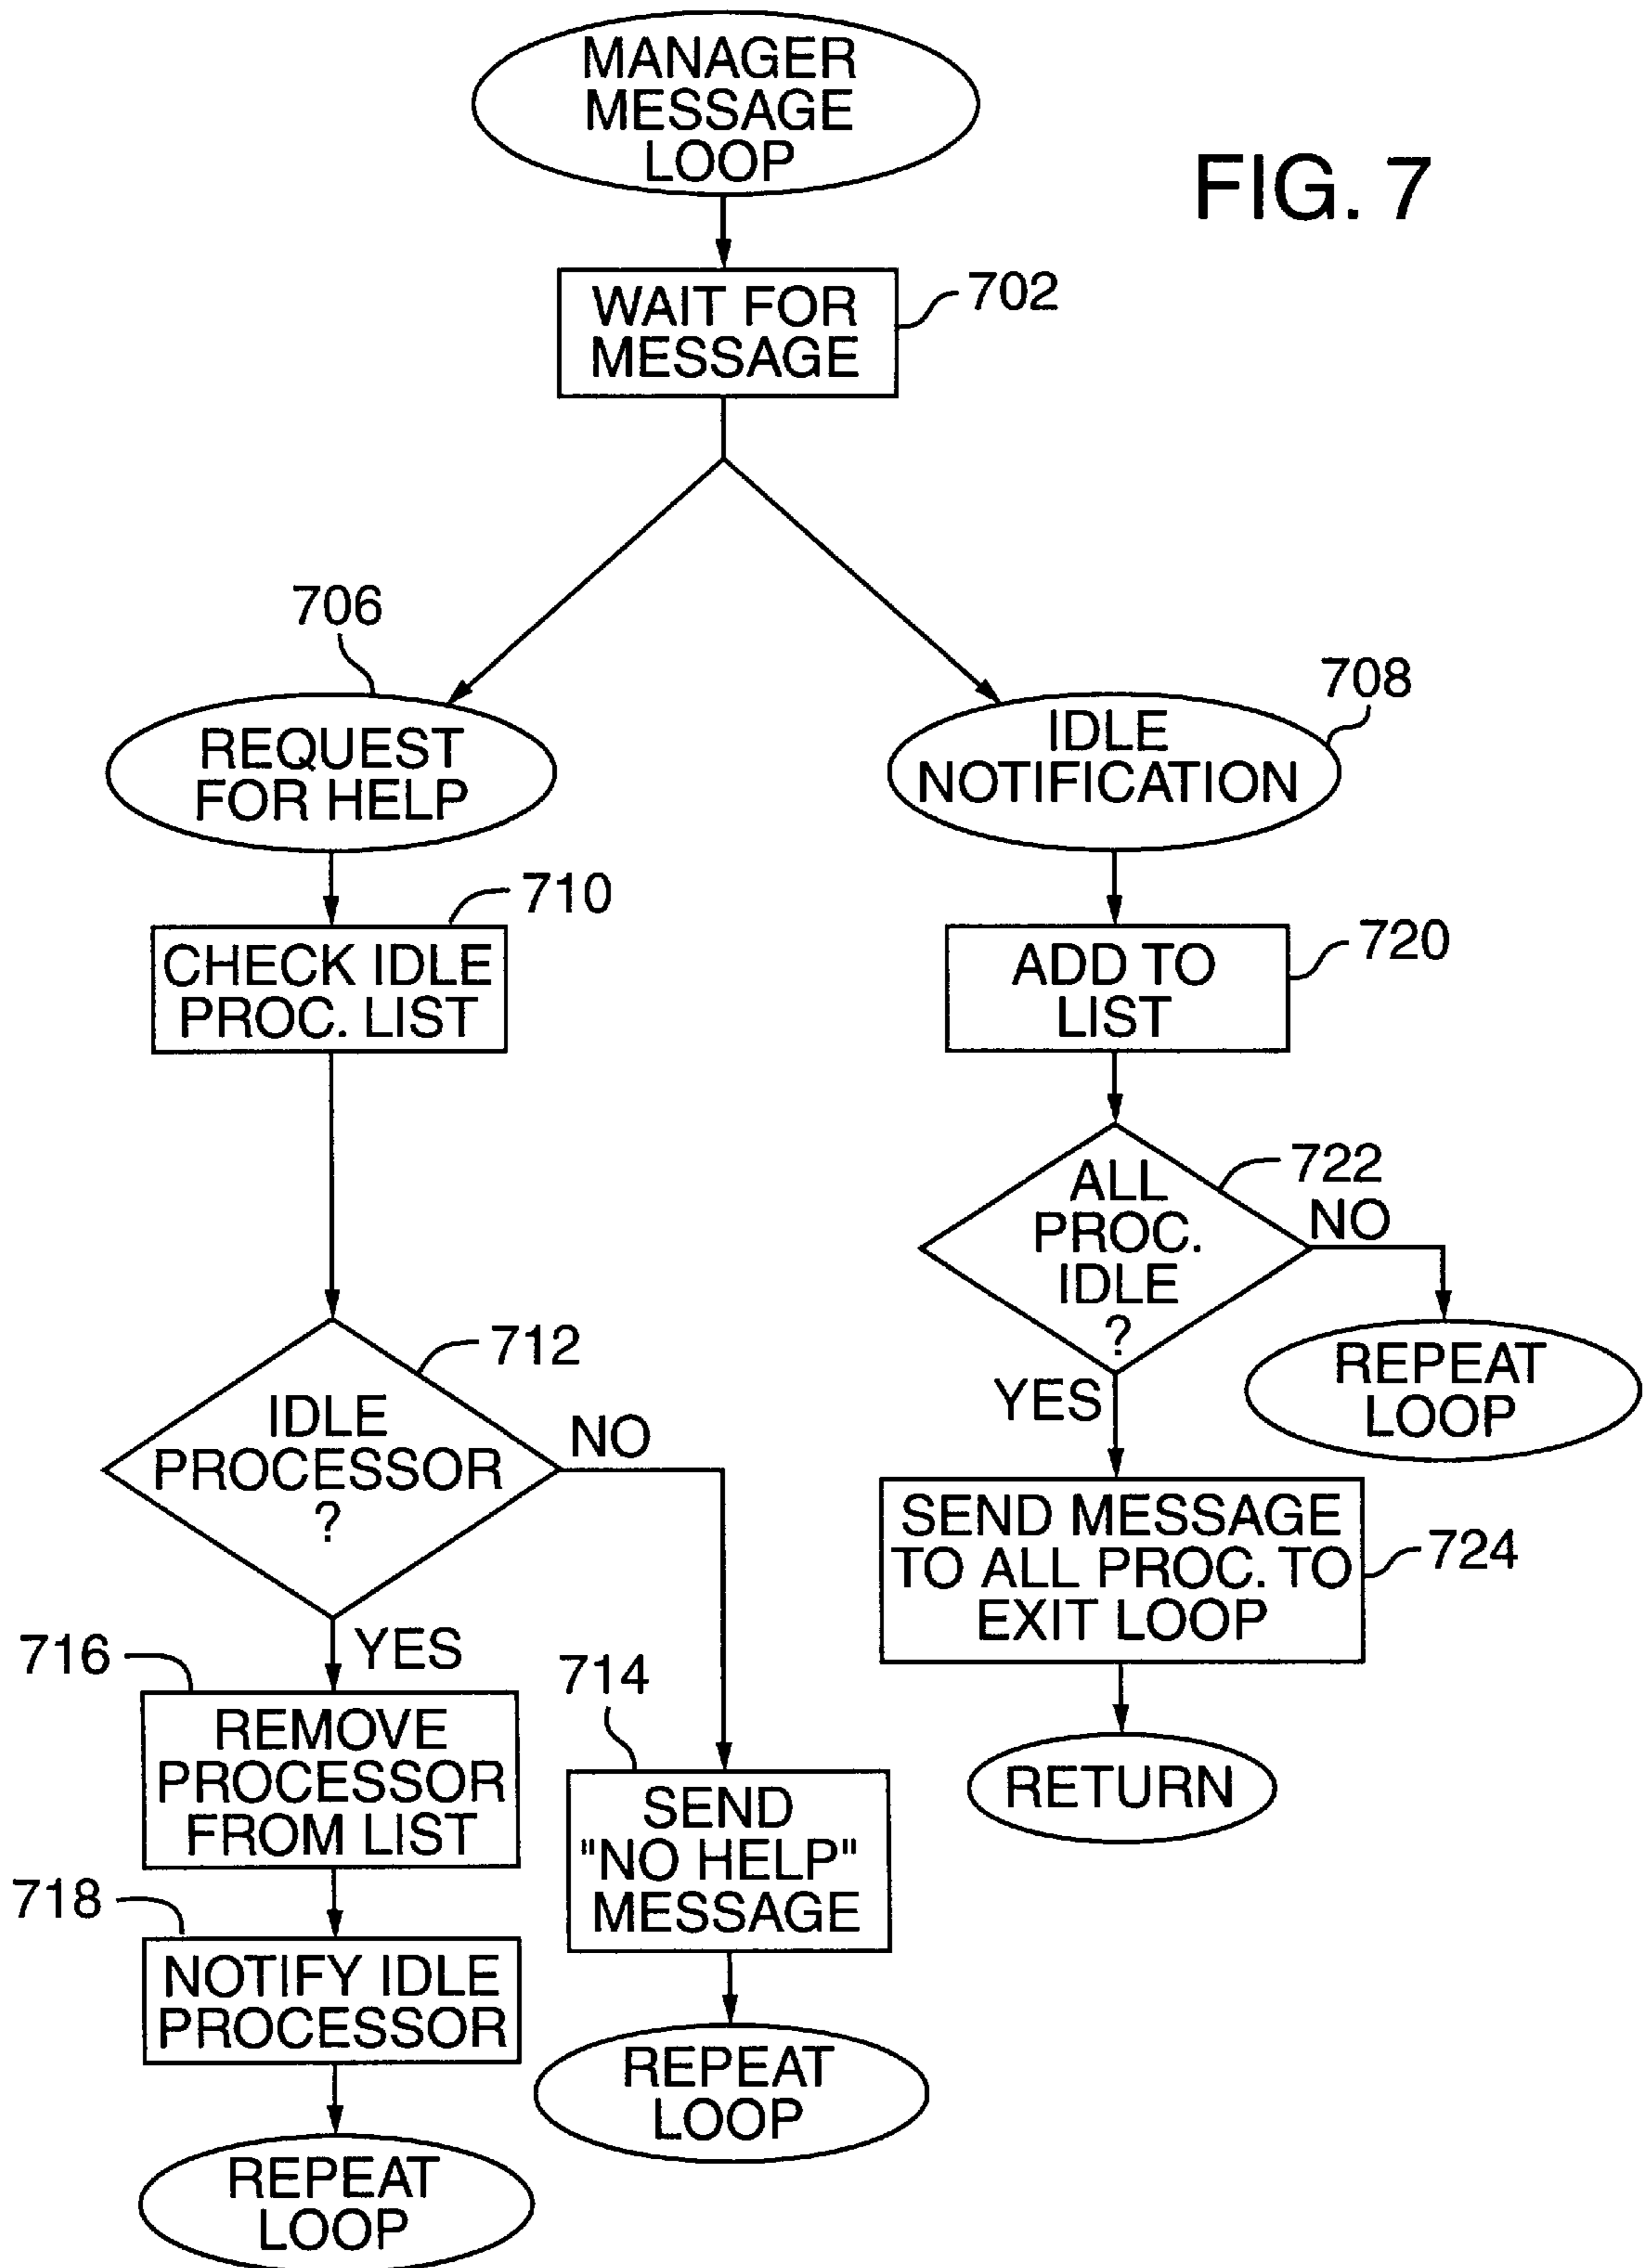 MANAGER
MESSAGE
LOOP
FIG. 7
WAIT FOR
MESSAGE
702
706
REQUEST
FOR HELP
708
IDLE
NOTIFICATION
710
CHECK IDLE
PROC. LIST
720
ADD TO
LIST
722
ALL
PROC.
IDLE
?
NO
REPEAT
LOOP
YES
712
IDLE
PROCESSOR
?
NO
YES
SEND MESSAGE
TO ALL PROC. TO
EXIT LOOP
724
RETURN
716
REMOVE
PROCESSOR
FROM LIST
714
SEND
"NO HELP"
MESSAGE
718
NOTIFY IDLE
PROCESSOR
REPEAT
LOOP
REPEAT
LOOP